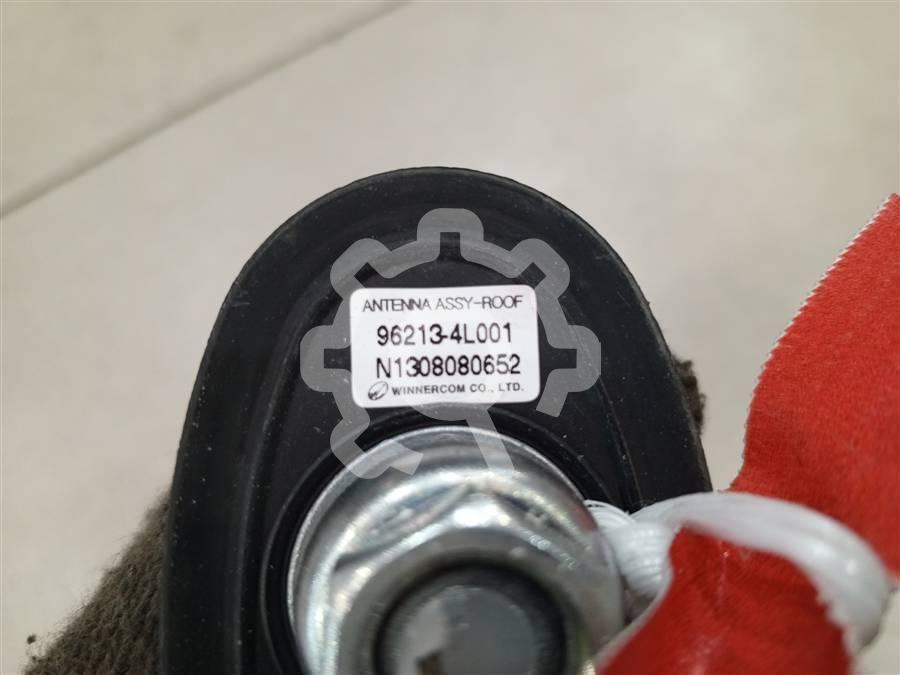 ANTENNA ASSY-ROOF
96213-4L001
N1308080652
WINNERCOM CO., LTD.